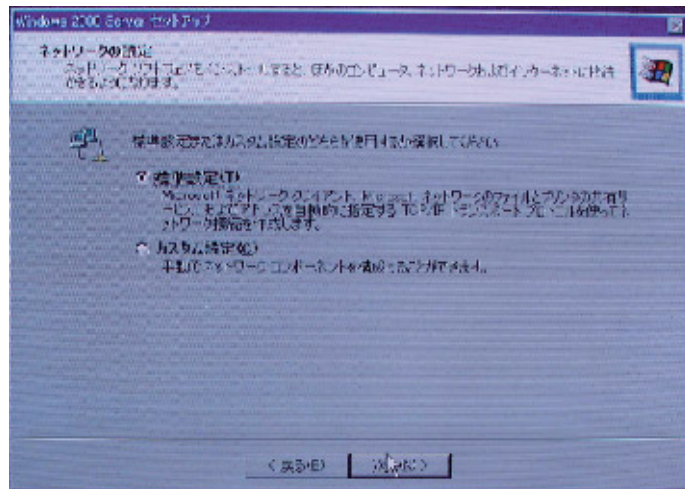 Windows 2000 Server セットアップ
ネットワークの設定
ネットワーク ソフトウェアをインストールすると、ほかのコンピュータ、ネットワークおよびインターネットに接続
できるようになります。
標準設定またはカスタム設定のどちらを使用するか選択してください。
標準設定(T)
Microsoft ネットワーク クライアント、Microsoft ネットワークのファイルとプリンタの共有サ
ービス、およびアドレスを自動的に指定する TCP/IP トランスポート プロトコルを使ってネ
ットワーク接続を作成します。
カスタム設定(C)
手動でネットワーク コンポーネントを構成することができます。
< 戻る(B)
次へ(N) >